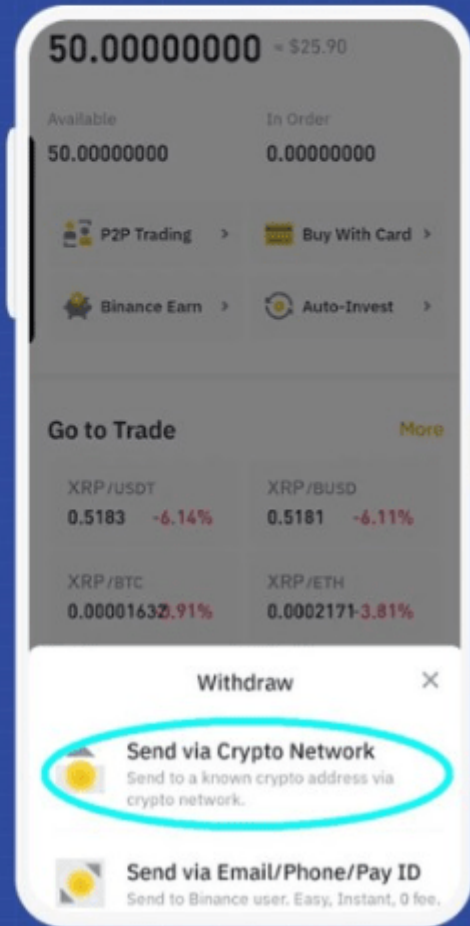 50.00000000 ≈ $25.90
Available In Order
50.00000000 0.00000000
P2P Trading > Buy With Card >
Binance Earn > Auto-Invest >
Go to Trade More
XRP/USDT XRP/BUSD
0.5183 -6.14% 0.5181 -6.11%
XRP/BTC XRP/ETH
0.0002171 -3.81%
Withdraw ×
Send via Crypto Network
Send to a known crypto address via
crypto network.
Send via Email/Phone/Pay ID
Send to Binance user. Easy, Instant, 0 fee.